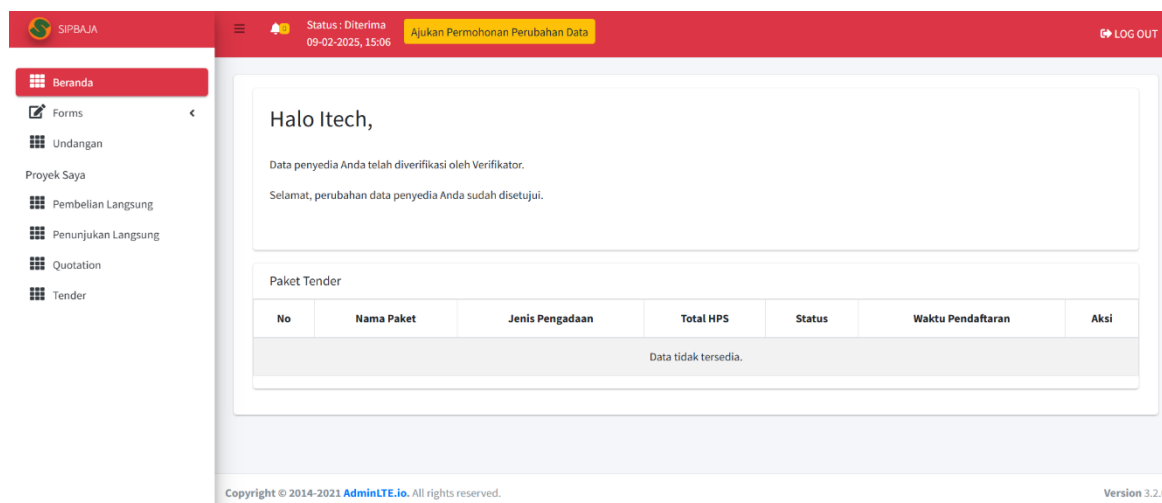 SIPBAJA
0
Status : Diterima
09-02-2025, 15:06
Ajukan Permohonan Perubahan Data
LOG OUT
Beranda
Forms
Undangan
Proyek Saya
Pembelian Langsung
Penunjukan Langsung
Quotation
Tender
Halo Itech,
Data penyedia Anda telah diverifikasi oleh Verifikator.
Selamat, perubahan data penyedia Anda sudah disetujui.
Paket Tender
No Nama Paket Jenis Pengadaan Total HPS Status Waktu Pendaftaran Aksi
Data tidak tersedia.
Copyright © 2014-2021 AdminLTE.io. All rights reserved.
Version 3.2.